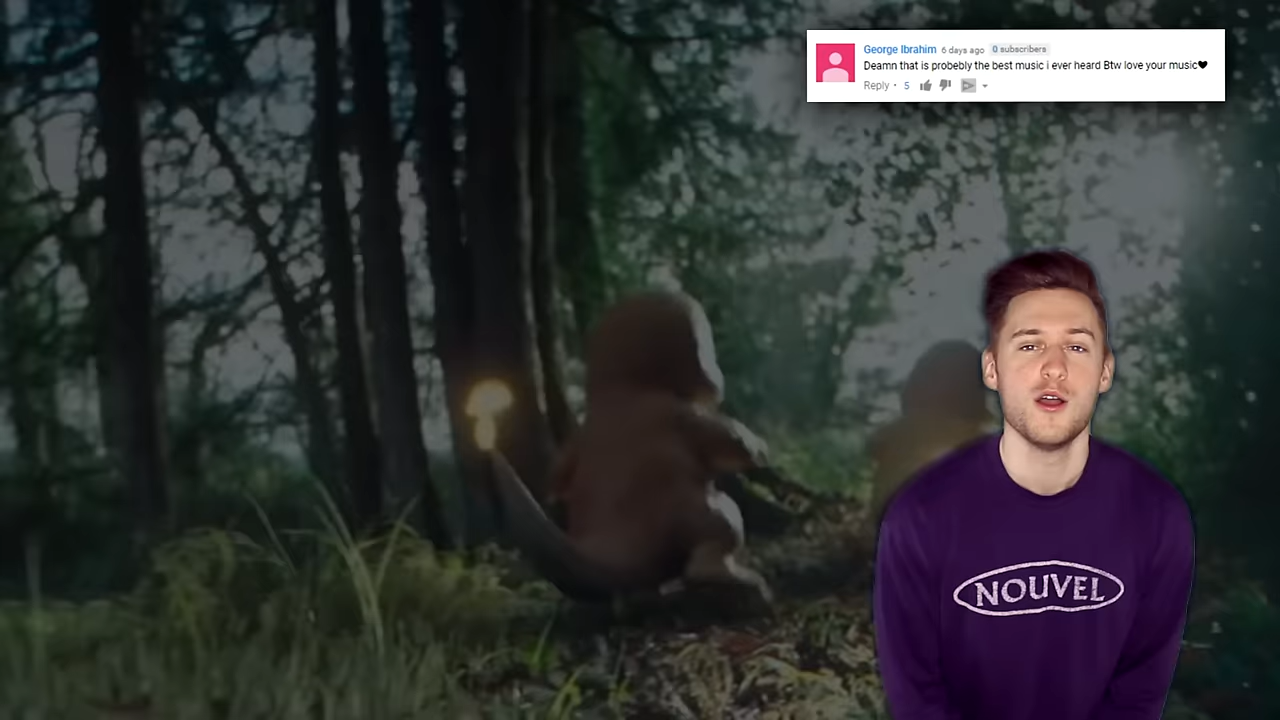 George Ibrahim 6 days ago 0 subscribers
Deamn that is probebly the best music i ever heard Btw love your music🖤
Reply • 5
NOUVEL